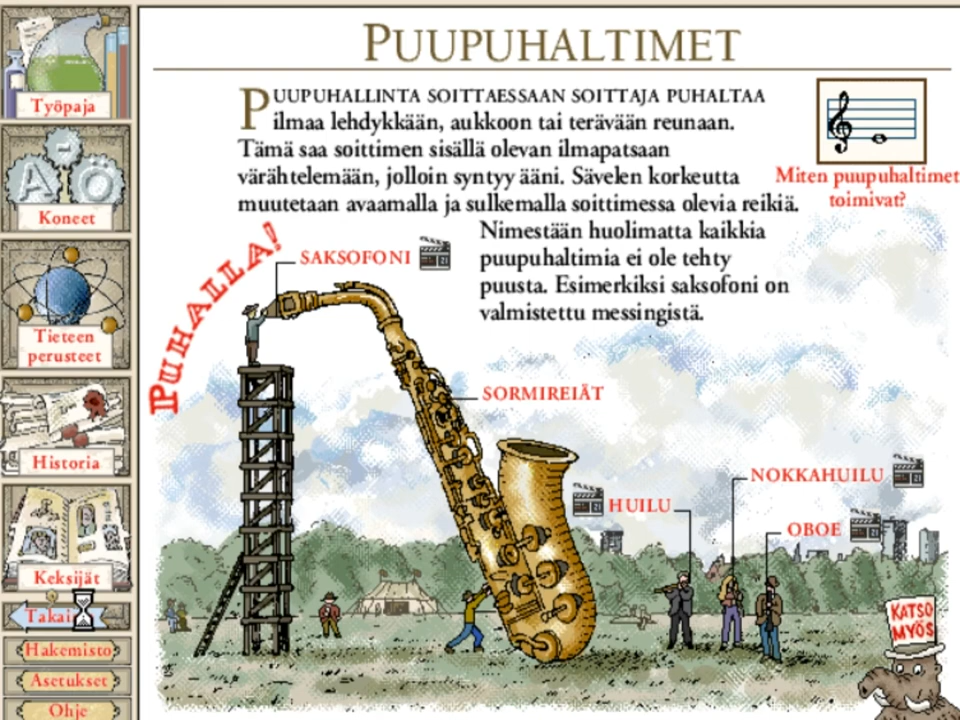 Työpaja
Koneet
Tieteen
perusteet
Historia
Keksijät
Hakemisto
Asetukset
Ohje
PUUPUHALTIMET
PUUPUHALLINTA SOITTAESSAAN SOITTAJA PUHALTAA
ilmaa lehdykkään, aukkoon tai terävään reunaan.
Tämä saa soittimen sisällä olevan ilmapatsaan
värähtelemään, jolloin syntyy ääni. Sävelen korkeutta
muutetaan avaamalla ja sulkemalla soittimessa olevia reikiä.
Nimestään huolimatta kaikkia
puupuhaltimia ei ole tehty
puusta. Esimerkiksi saksofoni on
valmistettu messingistä.
Miten puupuhaltimet
toimivat?
PUHALLA!
SAKSOFONI
SORMIREIÄT
HUILU
NOKKAHUILU
OBOE
KATSO
MYÖS
A Ö